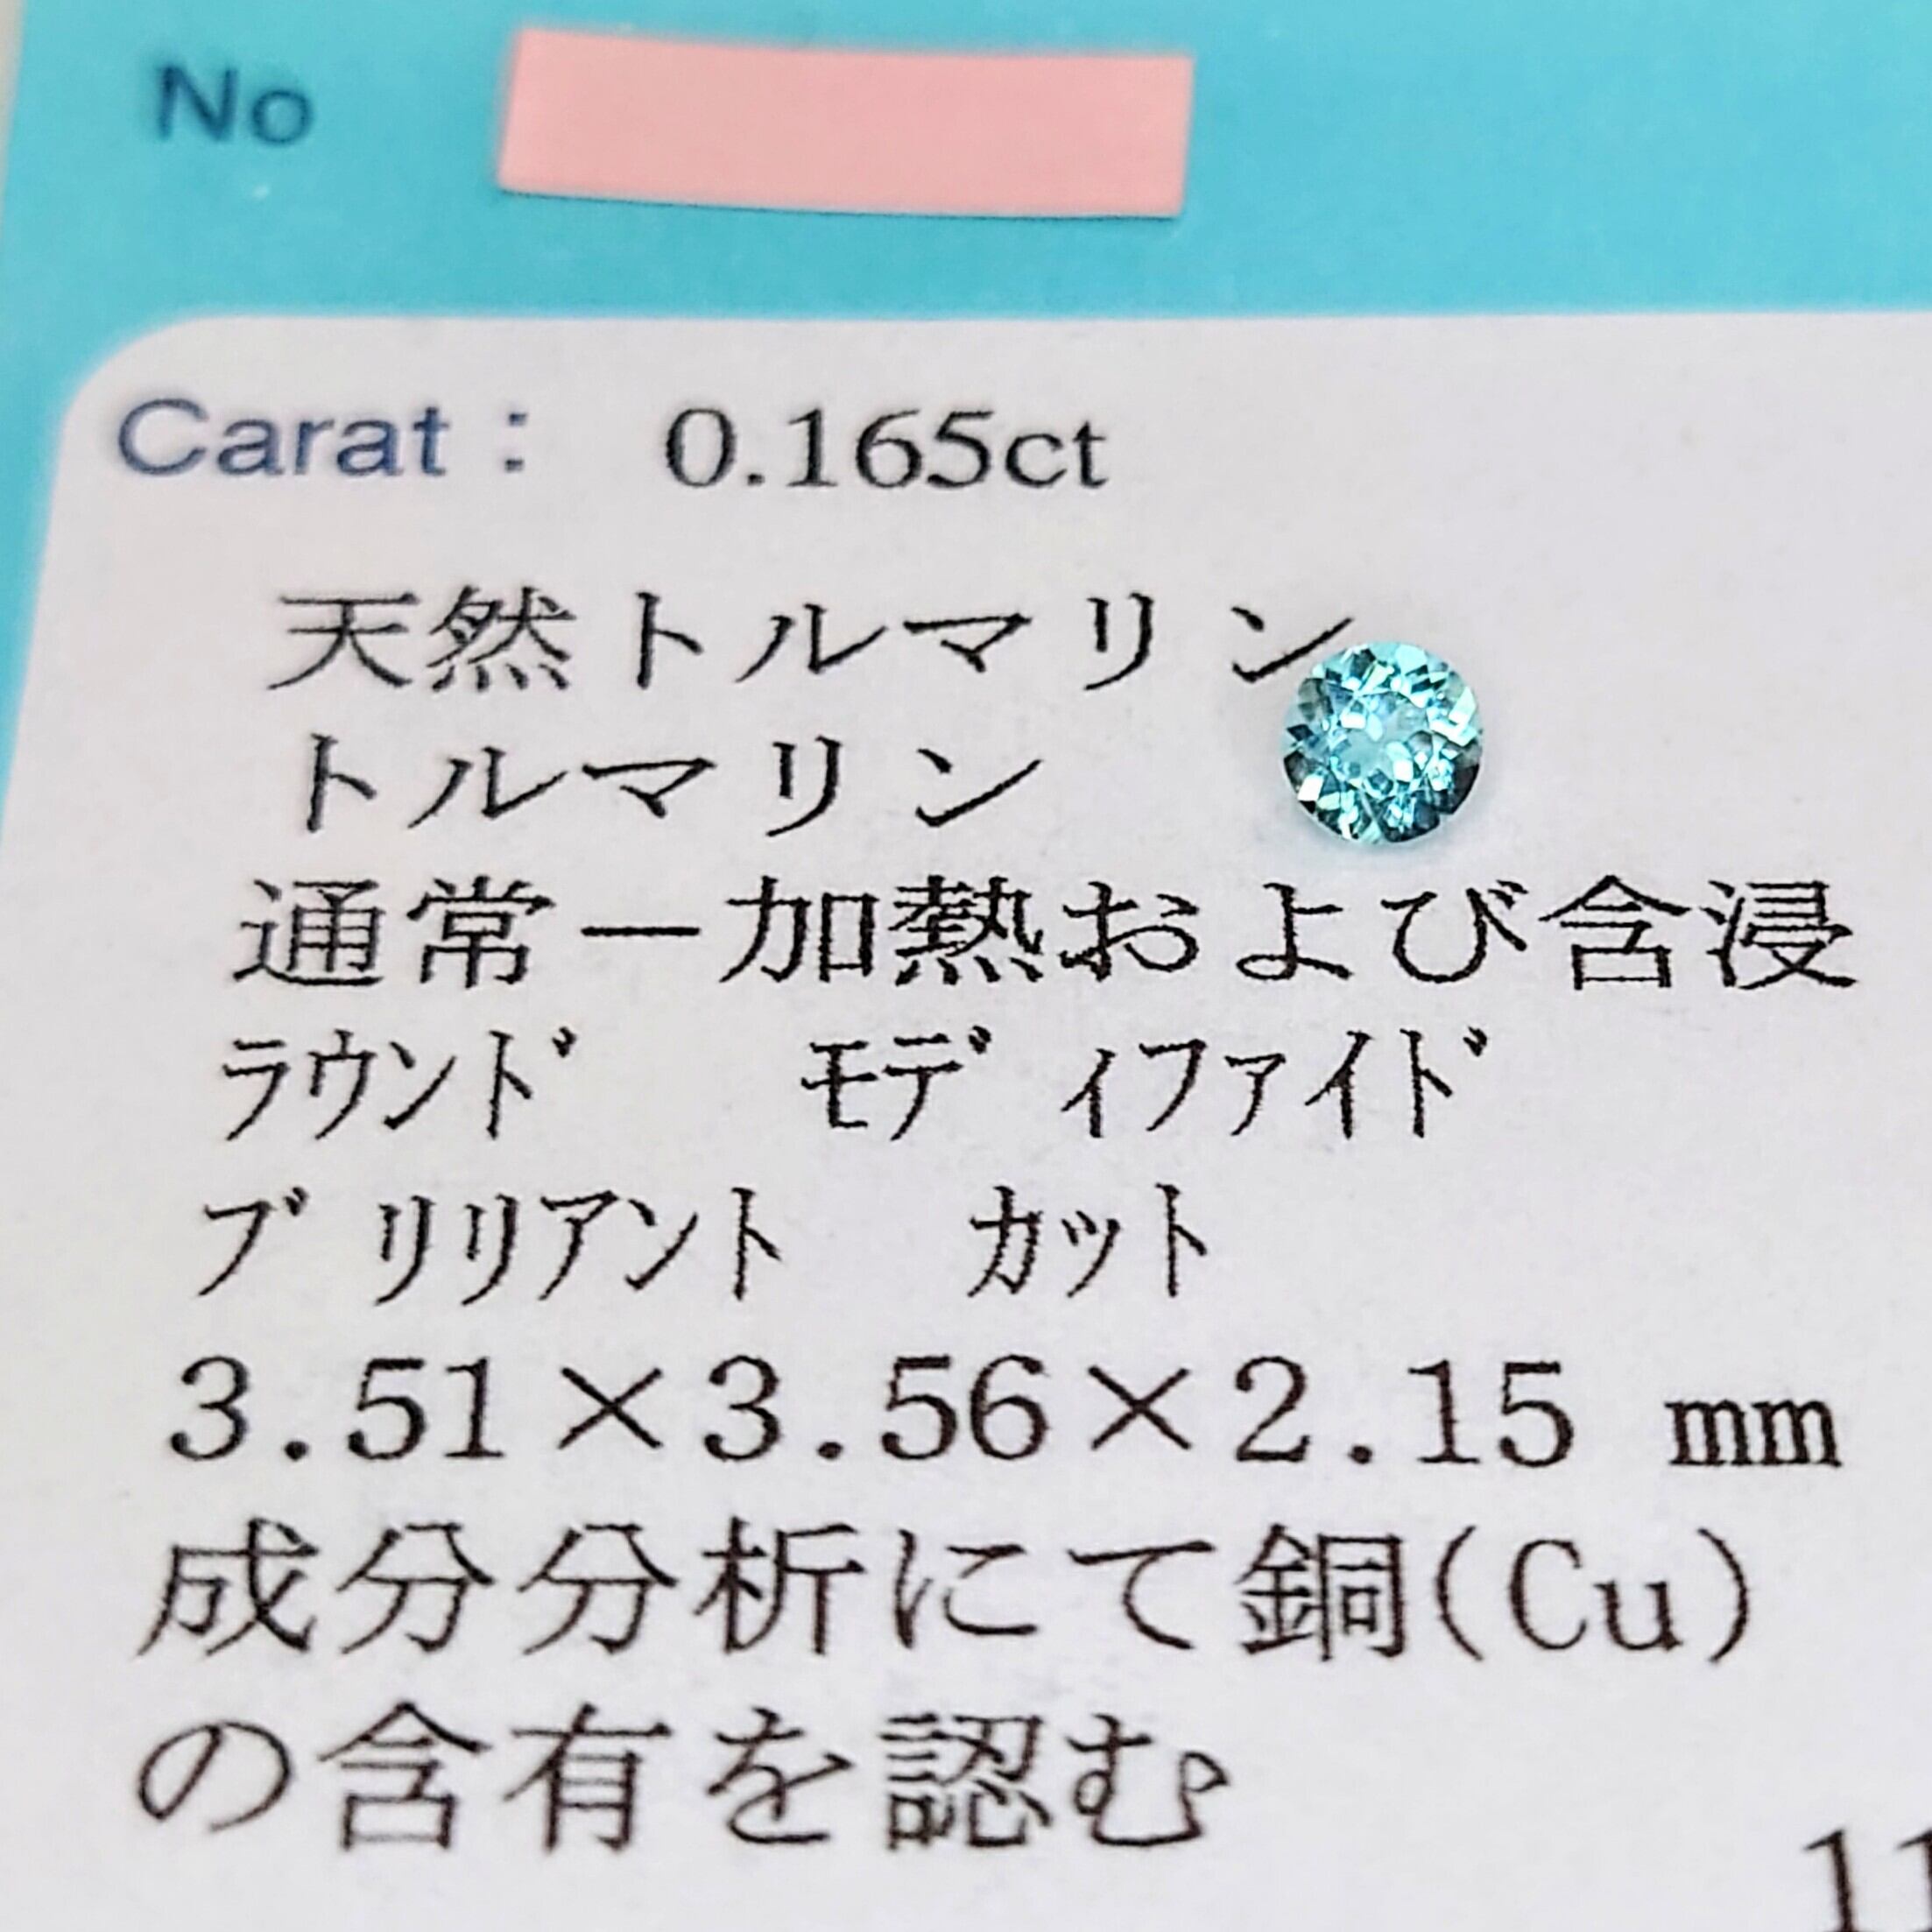 No
Carat： 0.165ct
天然トルマリン
トルマリン
通常－加熱および含浸
ﾗｳﾝﾄﾞ ﾓﾃﾞｨﾌｧｲﾄﾞ
ﾌﾞﾘﾘｱﾝﾄ ｶｯﾄ
3.51×3.56×2.15 mm
成分分析にて銅(Cu)
の含有を認む